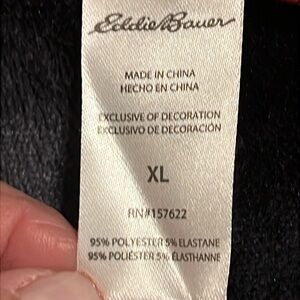 Eddie Bauer
MADE IN CHINA
HECHO EN CHINA
EXCLUSIVE OF DECORATION
EXCLUSIVO DE DECORACIÓN
XL
RN#157622
95% POLYESTER 5% ELASTANE
95% POLIÉSTER 5% ELASTHANNE